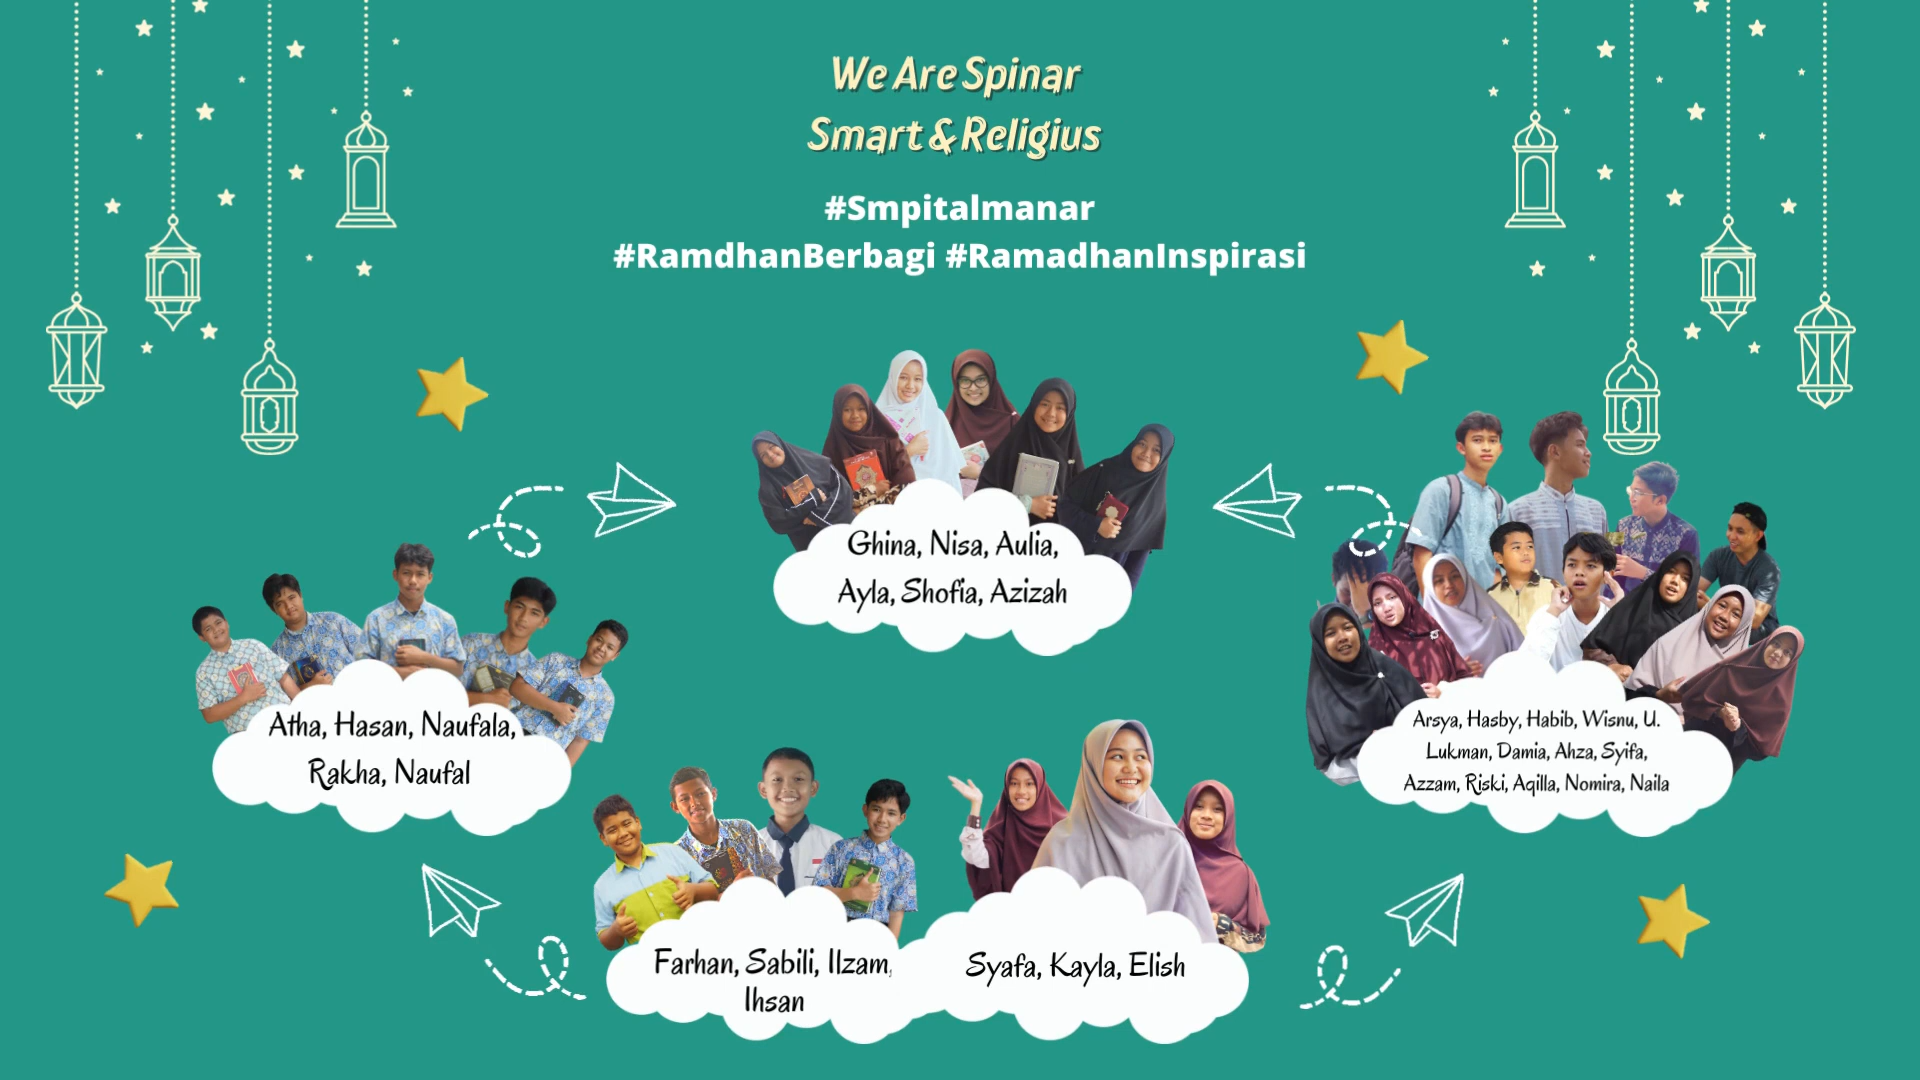 We Are Spinar
Smart & Religius
#Smpitalmanar
#RamdhanBerbagi #RamadhanInspirasi
Ghina, Nisa, Aulia,
Ayla, Shofia, Azizah
Atha, Hasan, Naufala,
Rakha, Naufal
Arsya, Hasby, Habib, Wisnu, U.
Lukman, Damia, Ahza, Syifa,
Azzam, Riski, Aqilla, Nomira, Naila
Farhan, Sabili, Ilzam,
Ihsan
Syafa, Kayla, Elish